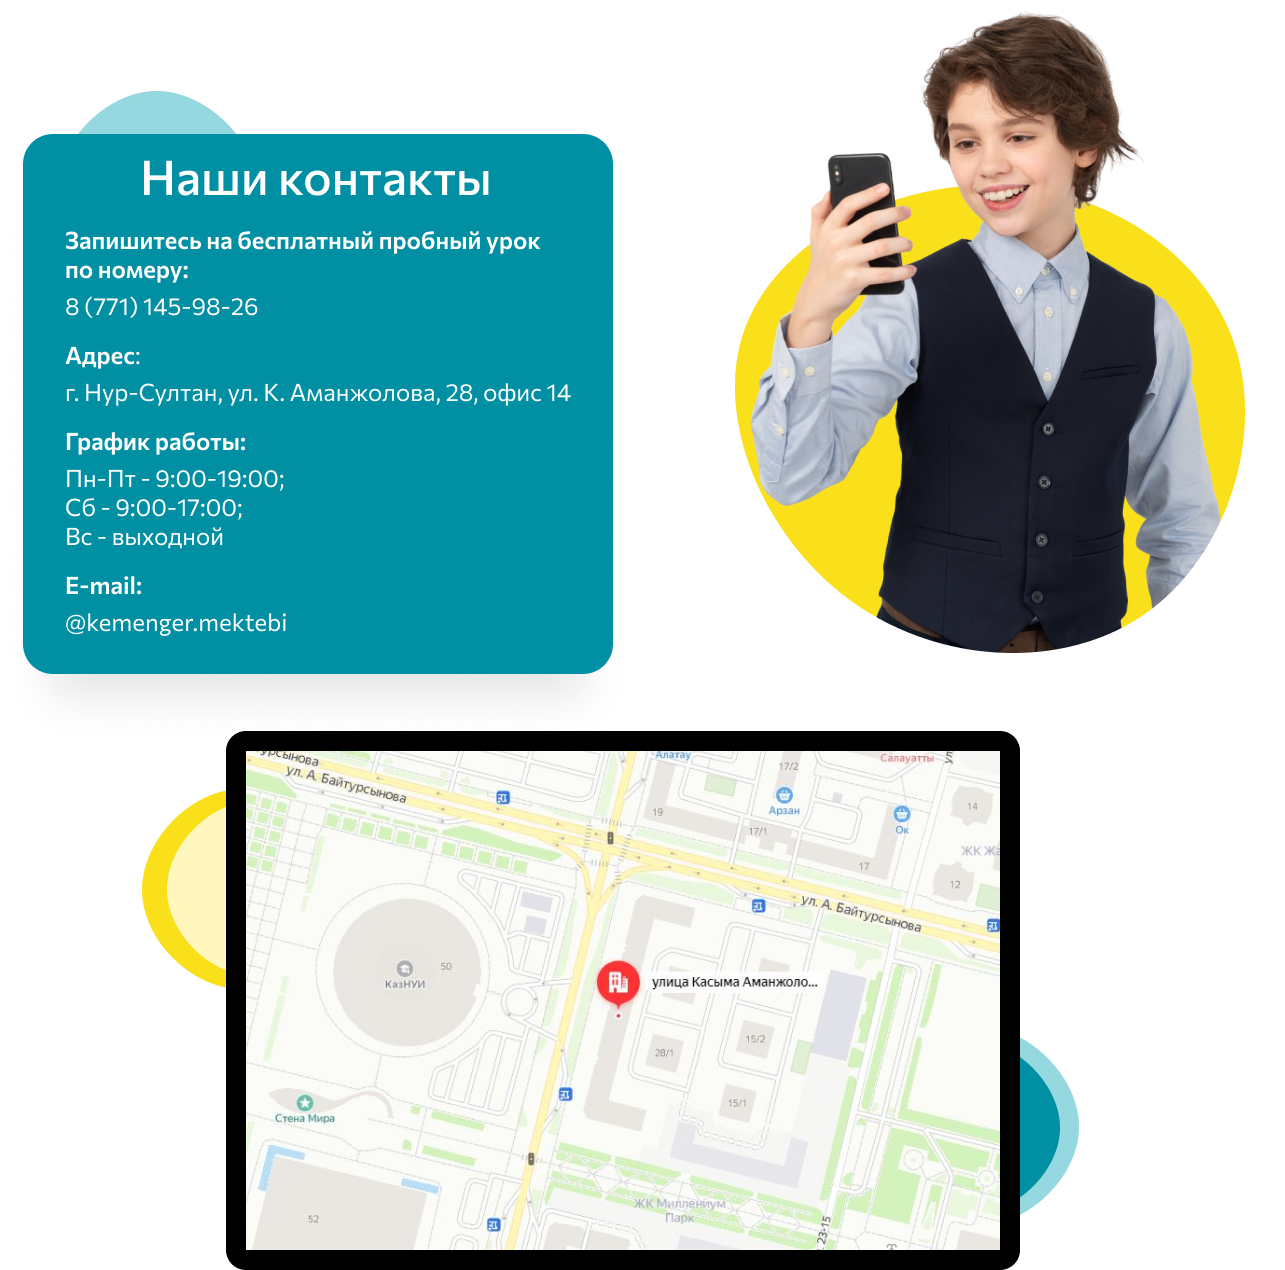 Наши контакты
Запишитесь на бесплатный пробный урок
по номеру:
8 (771) 145-98-26
Адрес:
г. Нур-Султан, ул. К. Аманжолова, 28, офис 14
График работы:
Пн-Пт - 9:00-19:00;
Сб - 9:00-17:00;
Вс - выходной
E-mail:
@kemenger.mektebi
Алатау
Салауатты
урсынова
ул. А. Байтурсынова
17/2
19
Арзан
14
17/1
Ок
ЖК Жа
17
12
ул. А. Байтурсынова
50
КазНУИ
улица Касыма Аманжоло...
15/2
28/1
15/1
Стена Мира
ЖК Миллениум
Парк
52
23-15